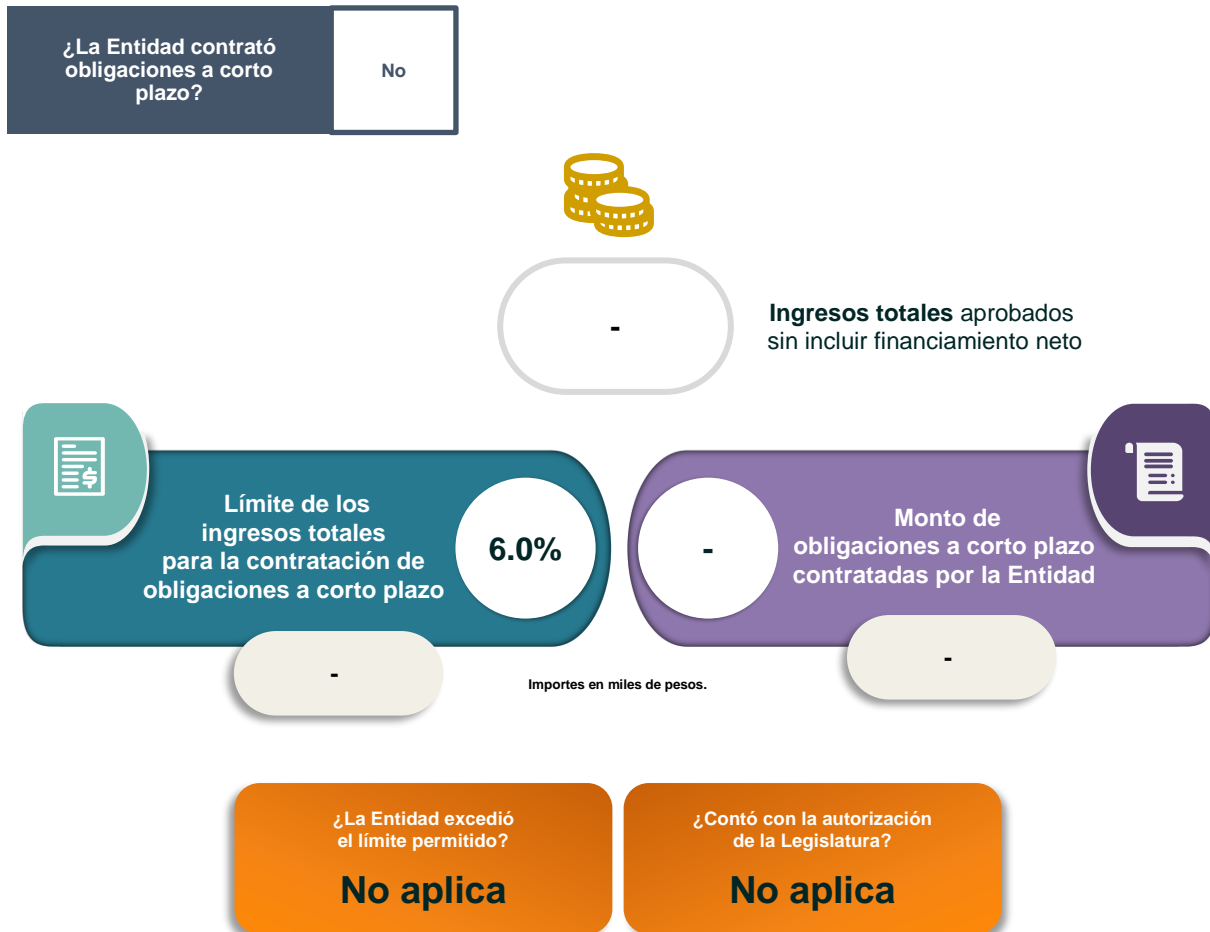 ¿La Entidad contrató
obligaciones a corto
plazo?
No
-
Ingresos totales aprobados
sin incluir financiamiento neto
Límite de los
ingresos totales
para la contratación de
obligaciones a corto plazo
6.0%
-
-
Monto de
obligaciones a corto plazo
contratadas por la Entidad
-
Importes en miles de pesos.
¿La Entidad excedió
el límite permitido?
No aplica
¿Contó con la autorización
de la Legislatura?
No aplica